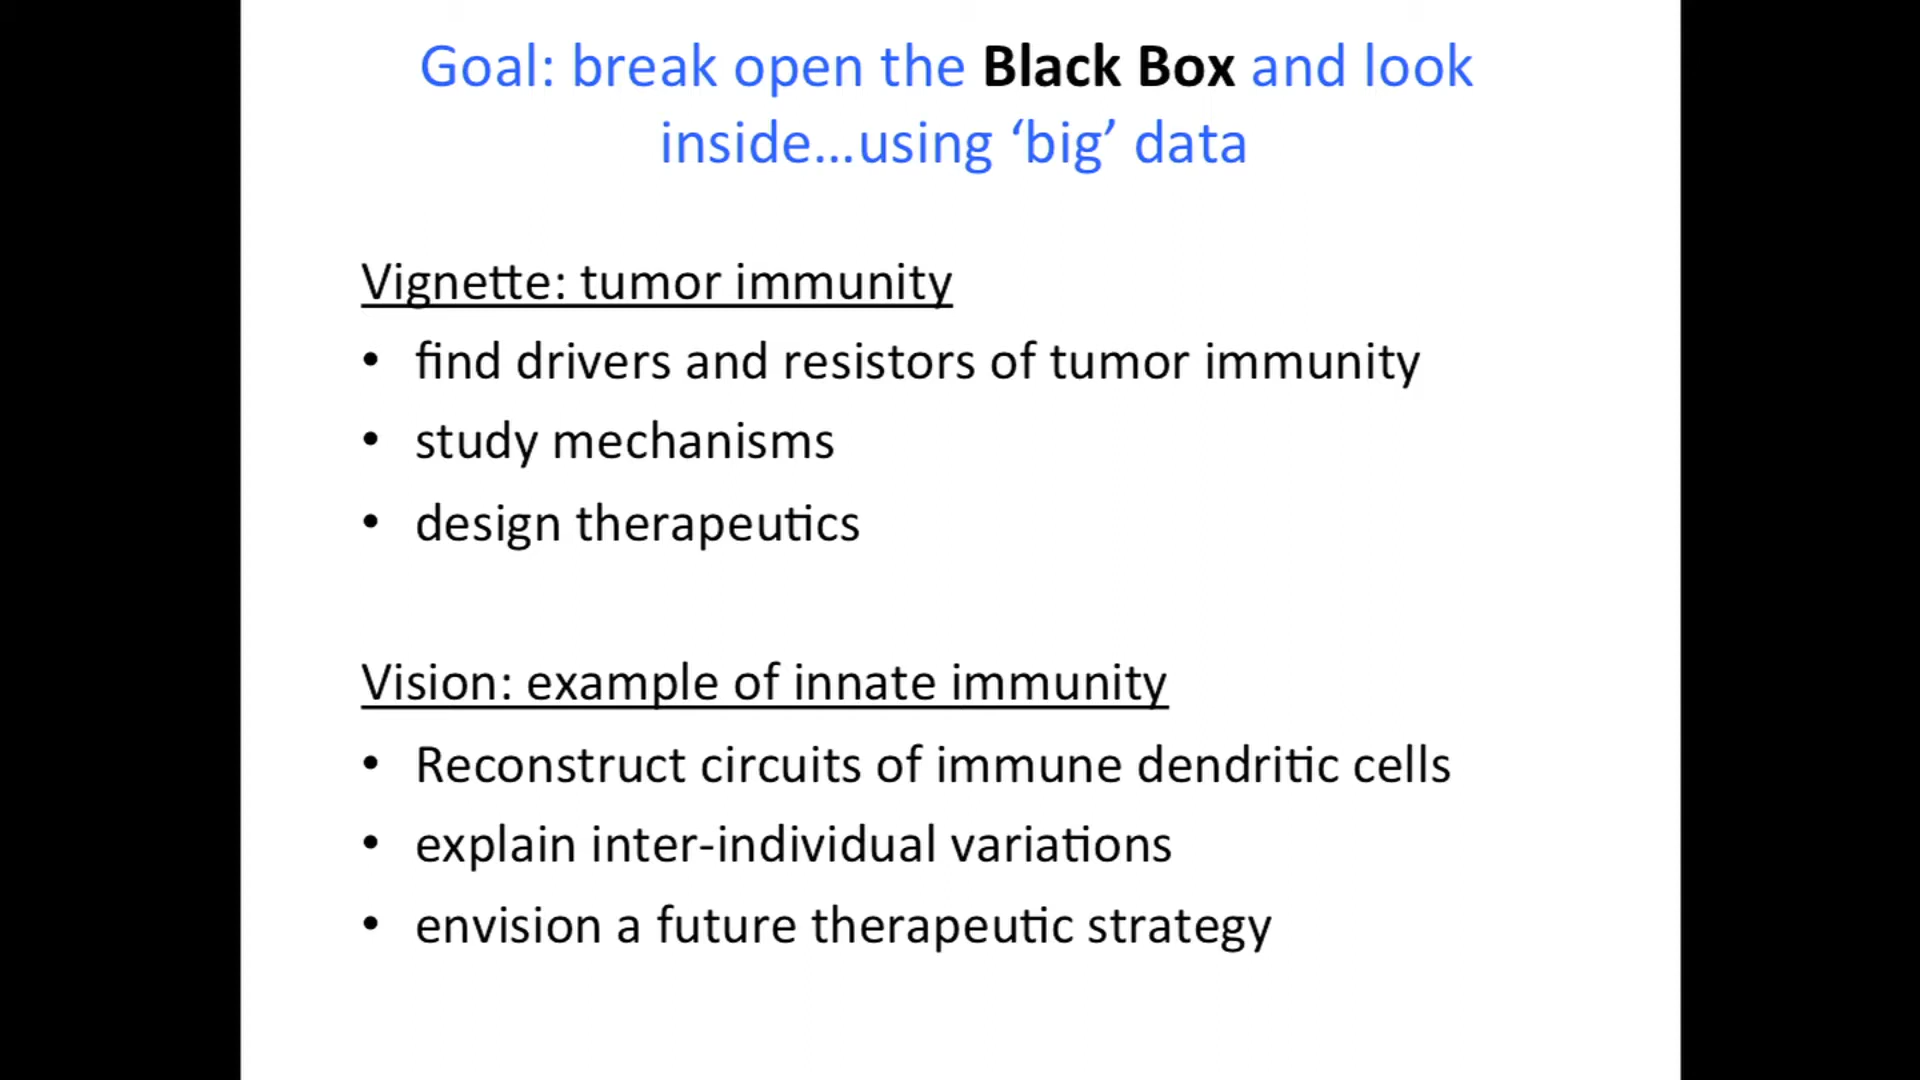 Goal: break open the Black Box and look
inside...using ‘big’ data
Vignette: tumor immunity
• find drivers and resistors of tumor immunity
• study mechanisms
• design therapeutics
Vision: example of innate immunity
• Reconstruct circuits of immune dendritic cells
• explain inter-individual variations
• envision a future therapeutic strategy